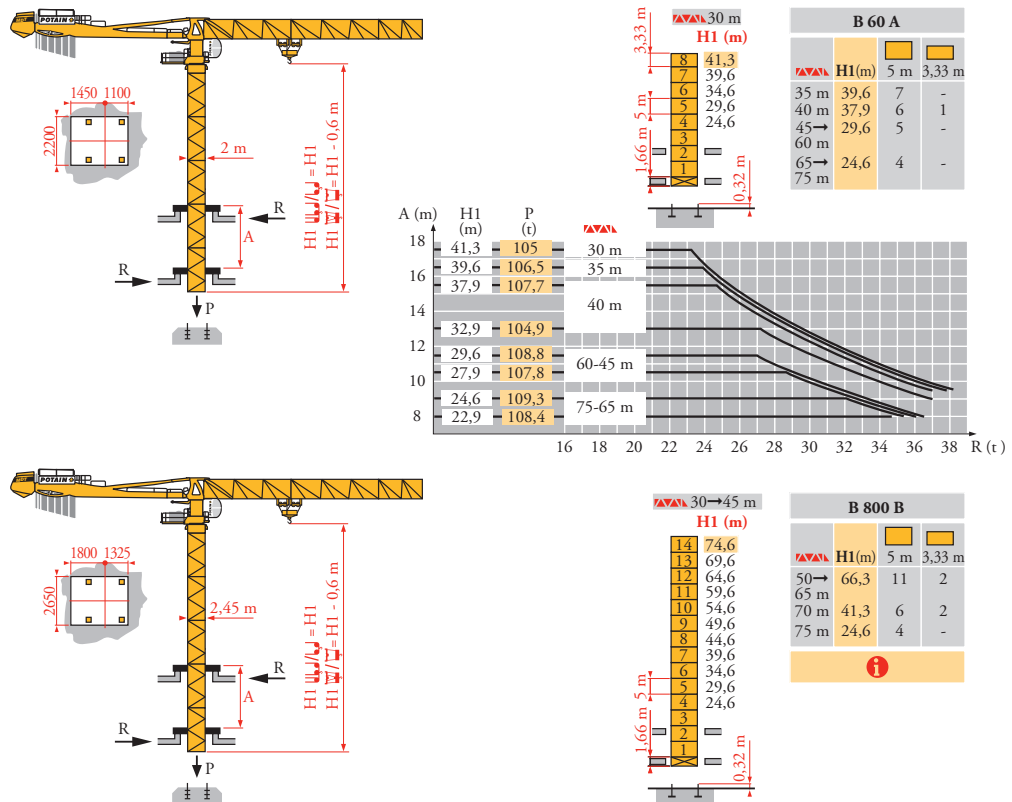 POTAIN
1450 1100
2200
2 m
H1 = H1
H1 = H1 - 0,6 m
R
A
R
P
30 m
H1 (m)
3,33 m
8 41,3
7 39,6
6 34,6
5 29,6
4 24,6
3
2
1
5 m
1,66 m
0,32 m
B 60 A
H1(m) 5 m 3,33 m
35 m 39,6 7 -
40 m 37,9 6 1
45→ 29,6 5 -
60 m
65→ 24,6 4 -
75 m
A (m) H1 P
(m) (t)
18
16
14
12
10
8
41,3 105 30 m
39,6 106,5 35 m
37,9 107,7
40 m
32,9 104,9
29,6 108,8
60-45 m
27,9 107,8
24,6 109,3
75-65 m
22,9 108,4
16 18 20 22 24 26 28 30 32 34 36 38 R (t)
POTAIN
1800 1325
2650
2,45 m
H1 = H1
H1 = H1 - 0,6 m
R
A
R
P
30→45 m
H1 (m)
14 74,6
13 69,6
12 64,6
11 59,6
10 54,6
9 49,6
8 44,6
7 39,6
6 34,6
5 29,6
4 24,6
3
2
1
5 m
1,66 m
0,32 m
B 800 B
H1(m) 5 m 3,33 m
50→ 66,3 11 2
65 m
70 m 41,3 6 2
75 m 24,6 4 -
i